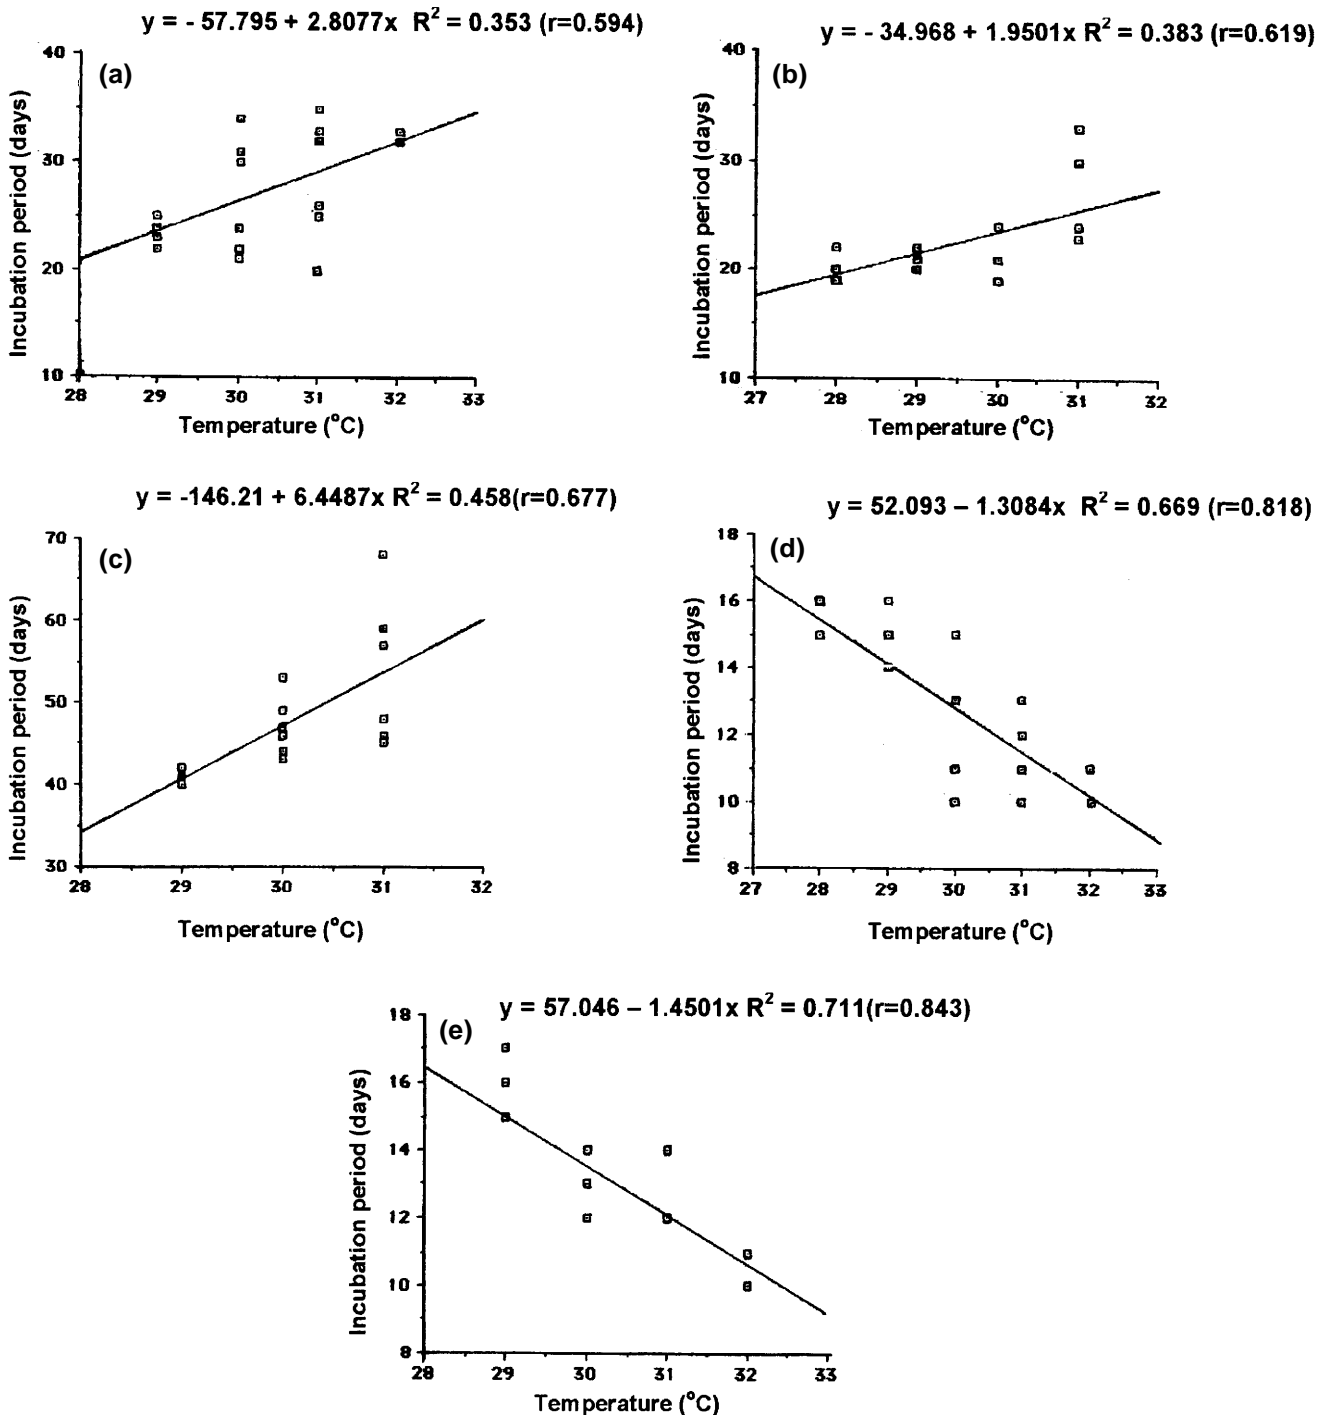 y = - 57.795 + 2.8077x R² = 0.353 (r=0.594)
(a)
Incubation period (days)
40
30
20
10
28 29 30 31 32 33
Temperature (°C)
y = - 34.968 + 1.9501x R² = 0.383 (r=0.619)
(b)
Incubation period (days)
40
30
20
10
27 28 29 30 31 32
Temperature (°C)
y = -146.21 + 6.4487x R² = 0.458(r=0.677)
(c)
Incubation period (days)
70
60
50
40
30
28 29 30 31 32
Temperature (°C)
y = 52.093 – 1.3084x R² = 0.669 (r=0.818)
(d)
Incubation period (days)
18
16
14
12
10
8
27 28 29 30 31 32 33
Temperature (°C)
y = 57.046 – 1.4501x R² = 0.711(r=0.843)
(e)
Incubation period (days)
18
16
14
12
10
8
28 29 30 31 32 33
Temperature (°C)